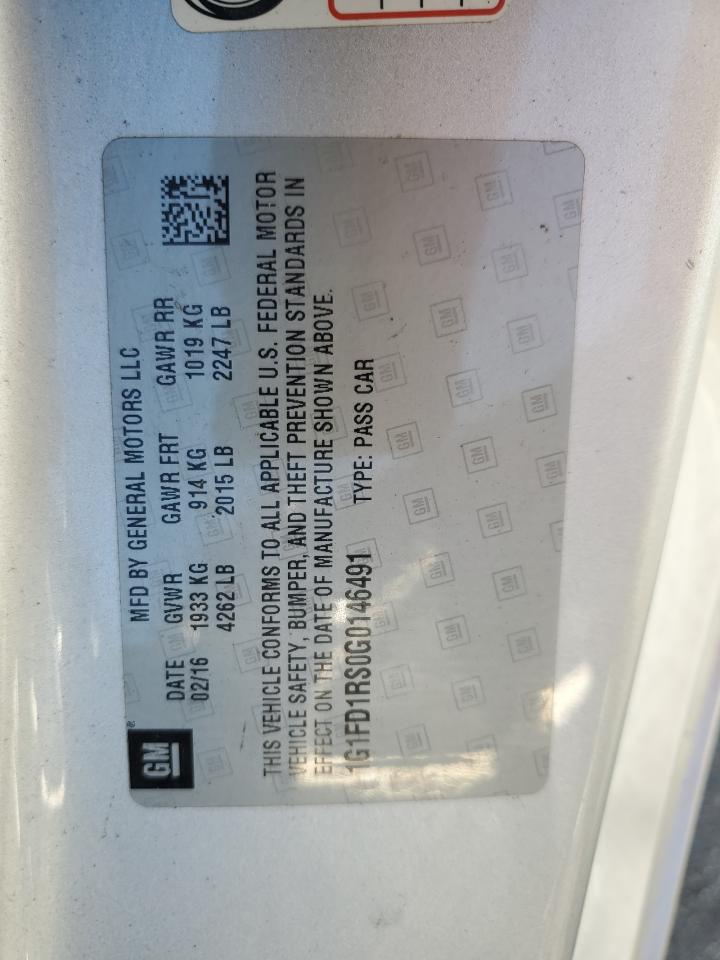 MFD BY GENERAL MOTORS LLC
GM®
DATE GVWR GAWR FRT GAWR RR
02/16 1933 KG 914 KG 1019 KG
4262 LB 2015 LB 2247 LB
THIS VEHICLE CONFORMS TO ALL APPLICABLE U.S. FEDERAL MOTOR
VEHICLE SAFETY, BUMPER, AND THEFT PREVENTION STANDARDS IN
EFFECT ON THE DATE OF MANUFACTURE SHOWN ABOVE.
1G1FD1RS0G0146491 TYPE: PASS CAR